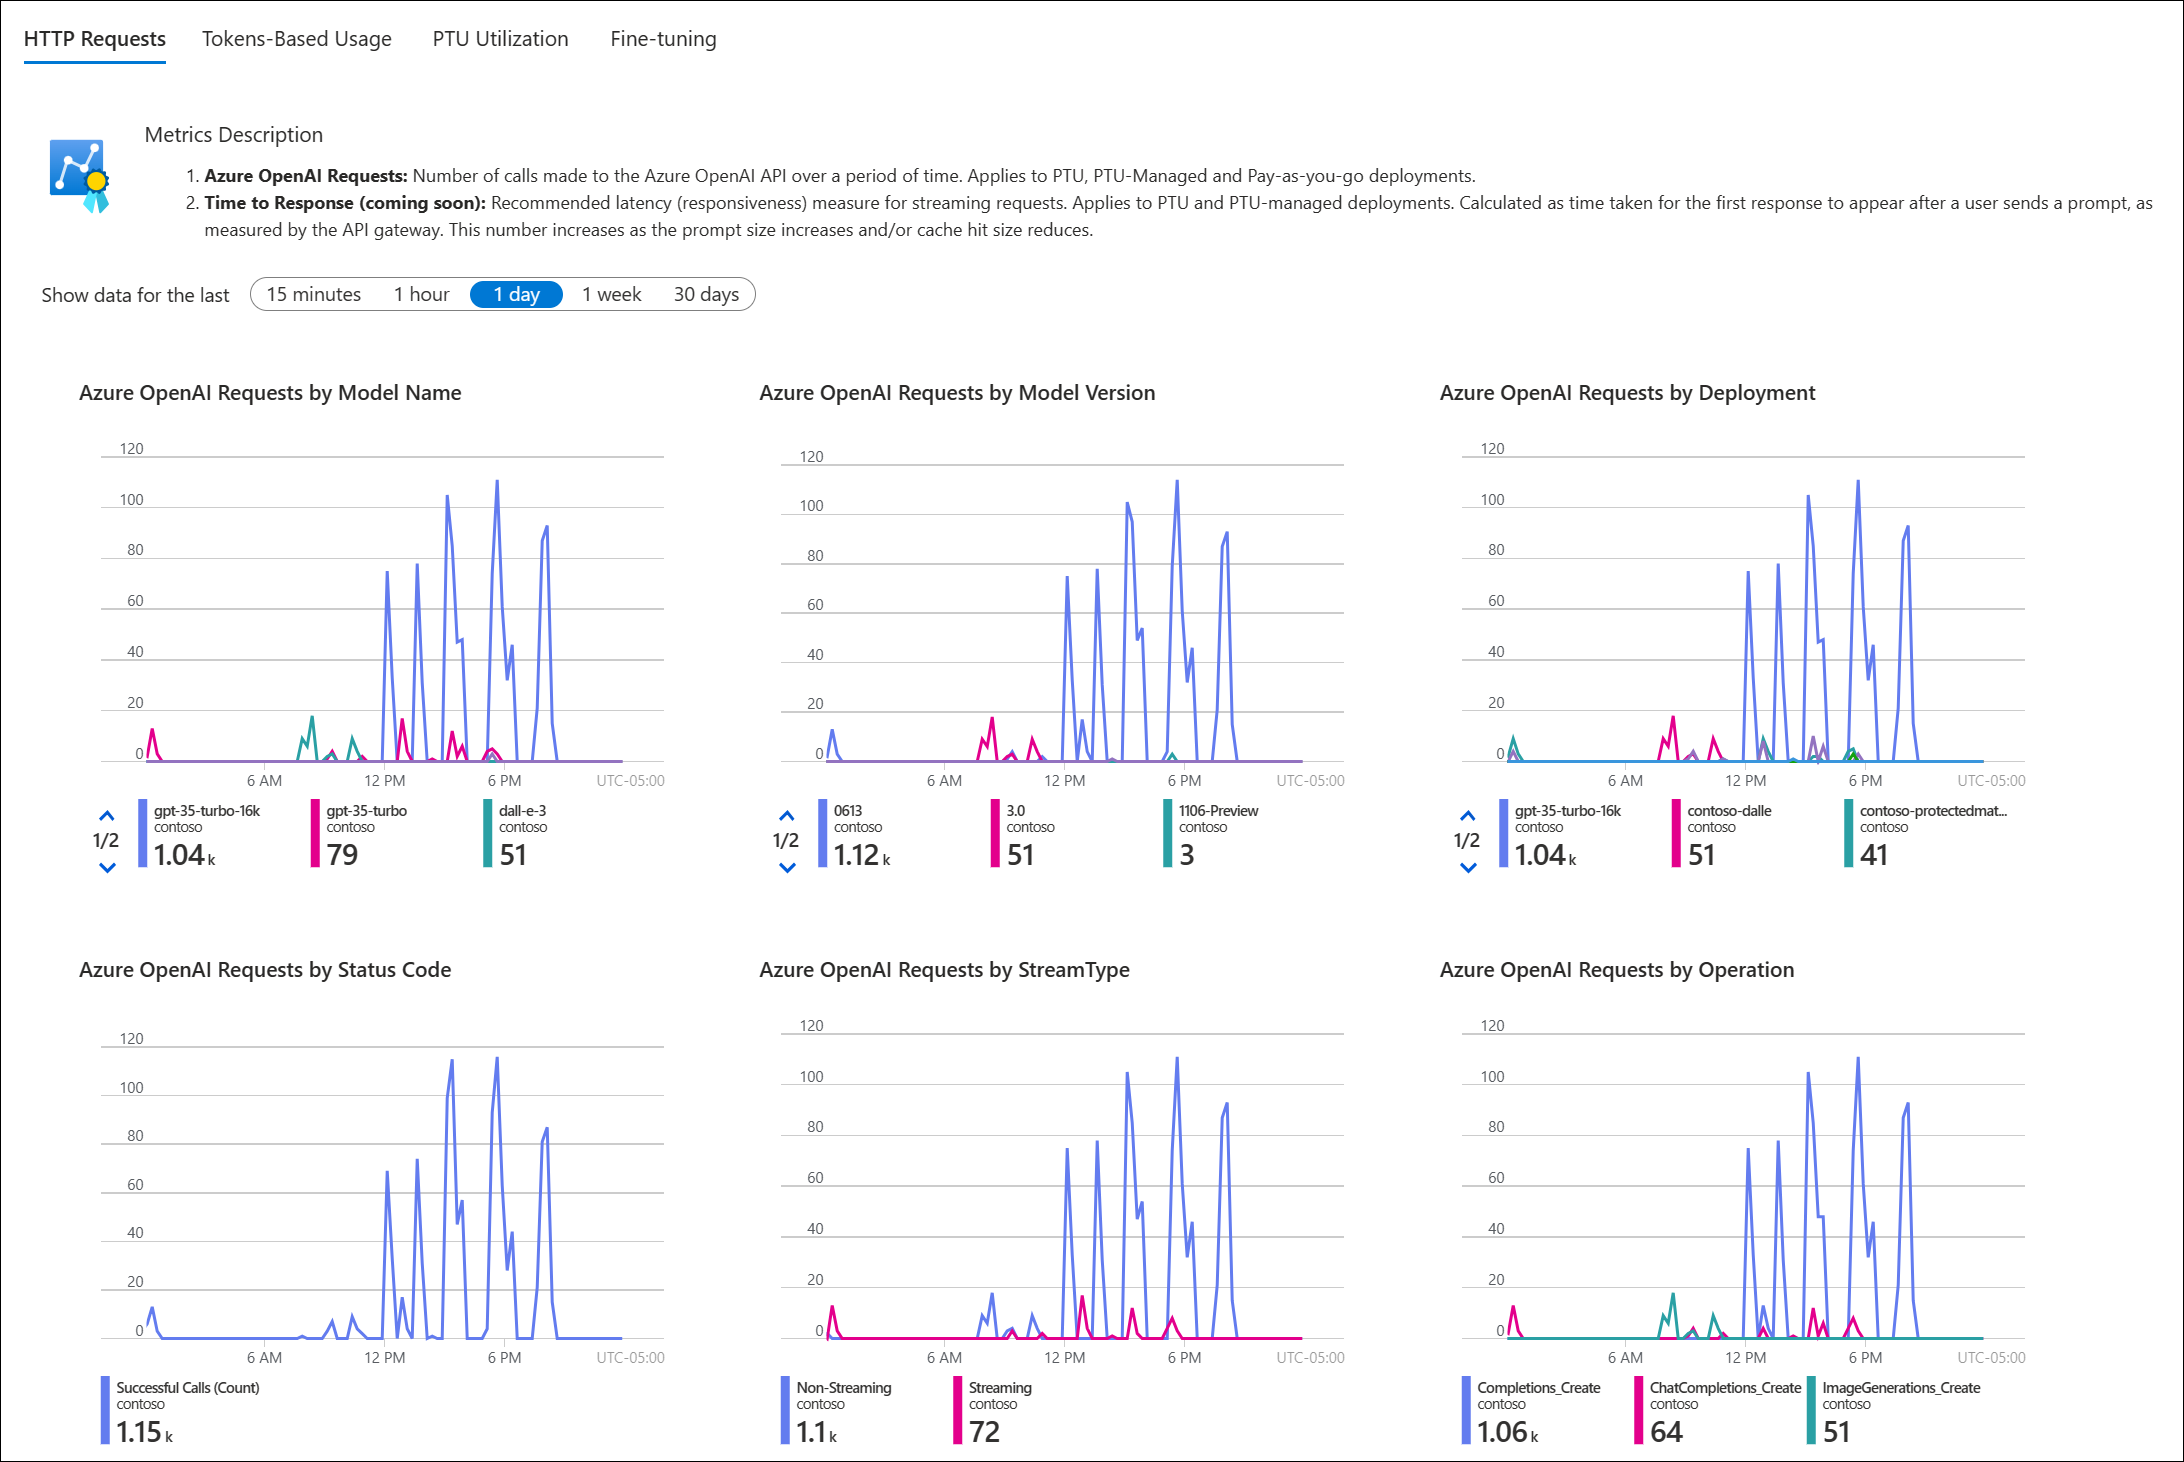 HTTP Requests Tokens-Based Usage PTU Utilization Fine-tuning
Metrics Description
1. Azure OpenAI Requests: Number of calls made to the Azure OpenAI API over a period of time. Applies to PTU, PTU-Managed and Pay-as-you-go deployments.
2. Time to Response (coming soon): Recommended latency (responsiveness) measure for streaming requests. Applies to PTU and PTU-managed deployments. Calculated as time taken for the first response to appear after a user sends a prompt, as
measured by the API gateway. This number increases as the prompt size increases and/or cache hit size reduces.
Show data for the last 15 minutes 1 hour 1 day 1 week 30 days
Azure OpenAI Requests by Model Name
120
100
80
60
40
20
0
6 AM 12 PM 6 PM UTC-05:00
1/2
gpt-35-turbo-16k
contoso
1.04 k
gpt-35-turbo
contoso
79
dall-e-3
contoso
51
Azure OpenAI Requests by Model Version
120
100
80
60
40
20
0
6 AM 12 PM 6 PM UTC-05:00
1/2
0613
contoso
1.12 k
3.0
contoso
51
1106-Preview
contoso
3
Azure OpenAI Requests by Deployment
120
100
80
60
40
20
0
6 AM 12 PM 6 PM UTC-05:00
1/2
gpt-35-turbo-16k
contoso
1.04 k
contoso-dalle
contoso
51
contoso-protectedmat...
contoso
41
Azure OpenAI Requests by Status Code
120
100
80
60
40
20
0
6 AM 12 PM 6 PM UTC-05:00
Successful Calls (Count)
contoso
1.15 k
Azure OpenAI Requests by StreamType
120
100
80
60
40
20
0
6 AM 12 PM 6 PM UTC-05:00
Non-Streaming
contoso
1.1 k
Streaming
contoso
72
Azure OpenAI Requests by Operation
120
100
80
60
40
20
0
6 AM 12 PM 6 PM UTC-05:00
Completions_Create
contoso
1.06 k
ChatCompletions_Create
contoso
64
ImageGenerations_Create
contoso
51